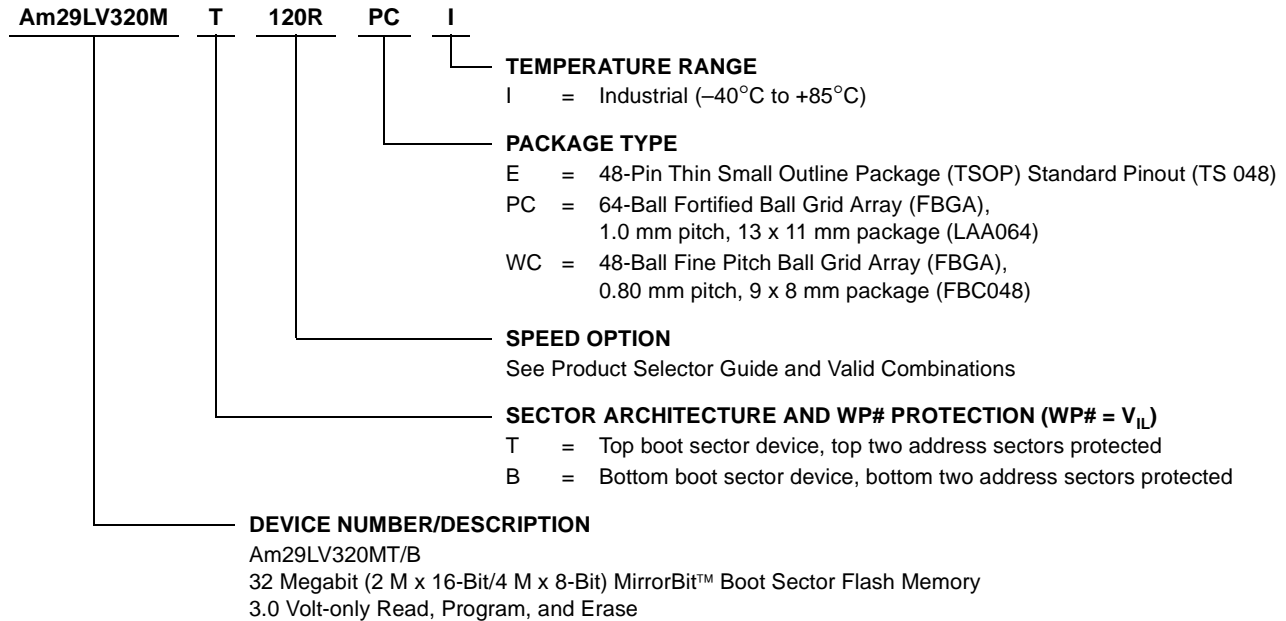 Am29LV320M T 120R PC I
TEMPERATURE RANGE
I = Industrial (–40°C to +85°C)
PACKAGE TYPE
E = 48-Pin Thin Small Outline Package (TSOP) Standard Pinout (TS 048)
PC = 64-Ball Fortified Ball Grid Array (FBGA),
1.0 mm pitch, 13 x 11 mm package (LAA064)
WC = 48-Ball Fine Pitch Ball Grid Array (FBGA),
0.80 mm pitch, 9 x 8 mm package (FBC048)
SPEED OPTION
See Product Selector Guide and Valid Combinations
SECTOR ARCHITECTURE AND WP# PROTECTION (WP# = VIL)
T = Top boot sector device, top two address sectors protected
B = Bottom boot sector device, bottom two address sectors protected
DEVICE NUMBER/DESCRIPTION
Am29LV320MT/B
32 Megabit (2 M x 16-Bit/4 M x 8-Bit) MirrorBit™ Boot Sector Flash Memory
3.0 Volt-only Read, Program, and Erase